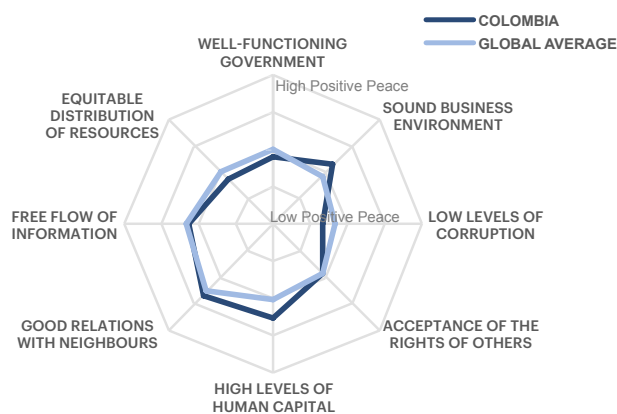 COLOMBIA
GLOBAL AVERAGE
WELL-FUNCTIONING
GOVERNMENT
High Positive Peace
SOUND BUSINESS
ENVIRONMENT
EQUITABLE
DISTRIBUTION
OF RESOURCES
FREE FLOW OF
INFORMATION
Low Positive Peace
LOW LEVELS OF
CORRUPTION
GOOD RELATIONS
WITH NEIGHBOURS
ACCEPTANCE OF THE
RIGHTS OF OTHERS
HIGH LEVELS OF
HUMAN CAPITAL